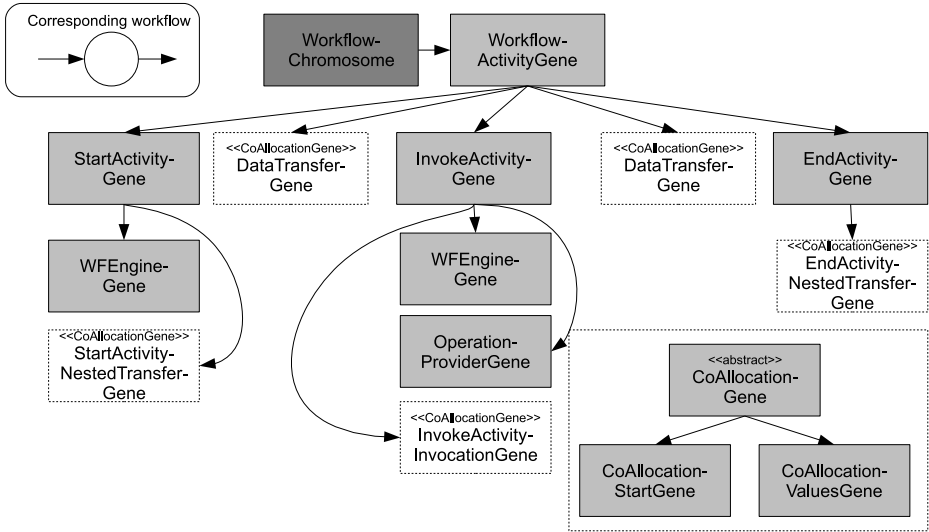 Corresponding workflow
Workflow-
Chromosome
Workflow-
ActivityGene
StartActivity-
Gene
<<CoAllocationGene>>
DataTransfer-
Gene
InvokeActivity-
Gene
<<CoAllocationGene>>
DataTransfer-
Gene
EndActivity-
Gene
WFEngine-
Gene
WFEngine-
Gene
<<CoAllocationGene>>
EndActivity-
NestedTransfer-
Gene
<<CoAllocationGene>>
StartActivity-
NestedTransfer-
Gene
Operation-
ProviderGene
<<CoAllocationGene>>
InvokeActivity-
InvocationGene
<<abstract>>
CoAllocation-
Gene
CoAllocation-
StartGene
CoAllocation-
ValuesGene